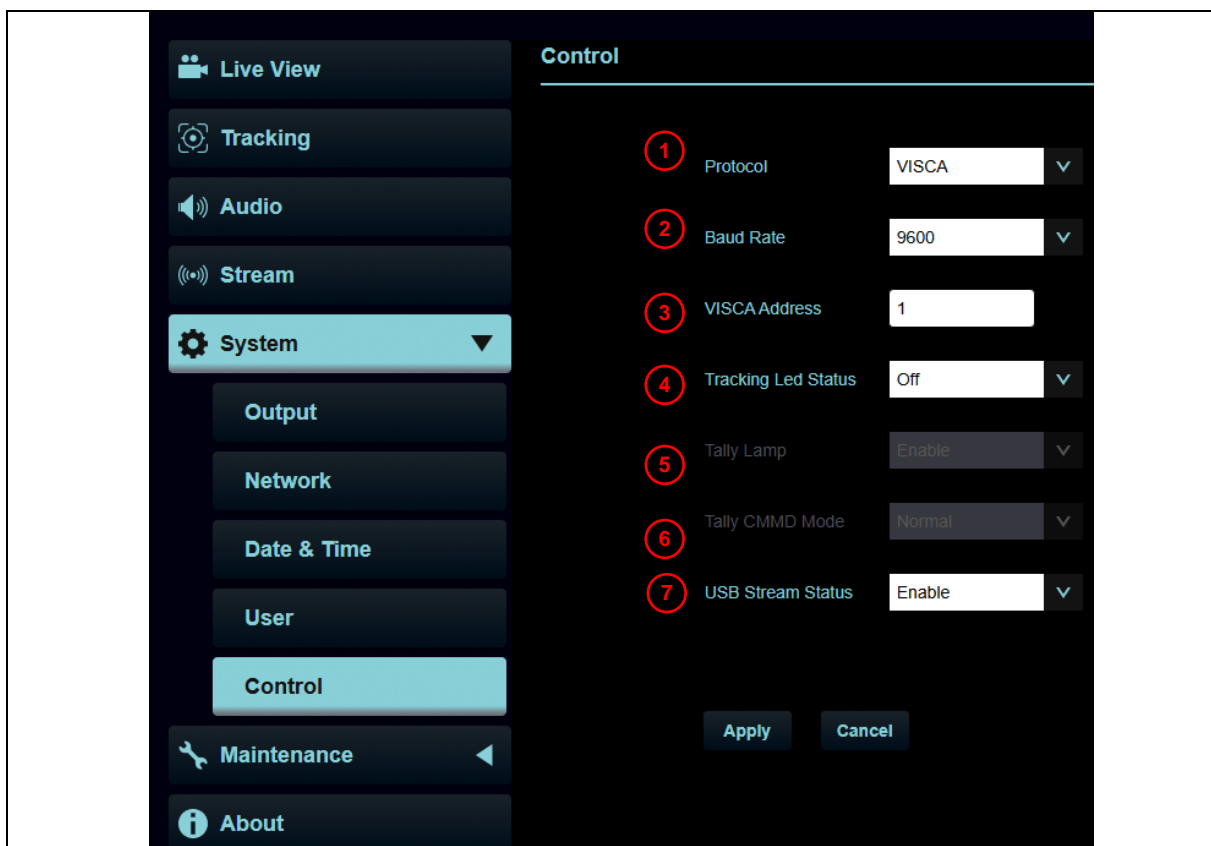 Live View
Tracking
Audio
Stream
System
Output
Network
Date & Time
User
Control
Maintenance
About
Control
1 Protocol VISCA
2 Baud Rate 9600
3 VISCA Address 1
4 Tracking Led Status Off
5 Tally Lamp Enable
6 Tally CMMD Mode Normal
7 USB Stream Status Enable
Apply Cancel